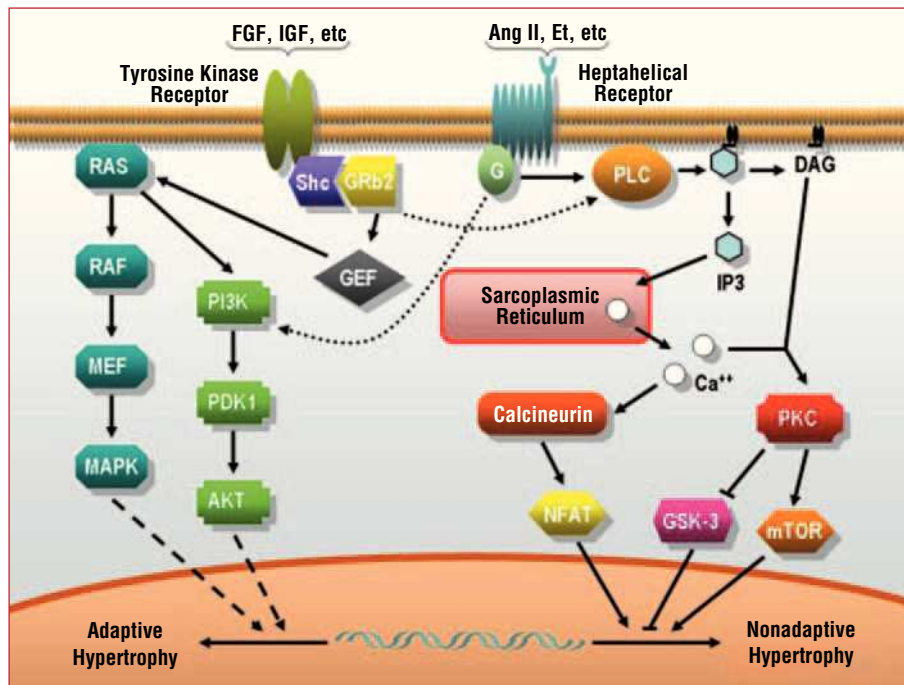 FGF, IGF, etc
Ang II, Et, etc
Tyrosine Kinase
Receptor
Heptahelical
Receptor
RAS
Shc
GRb2
G
PLC
DAG
RAF
GEF
IP3
PI3K
Sarcoplasmic
Reticulum
MEF
Ca++
PDK1
Calcineurin
PKC
MAPK
AKT
NFAT
GSK-3
mTOR
Adaptive
Hypertrophy
Nonadaptive
Hypertrophy